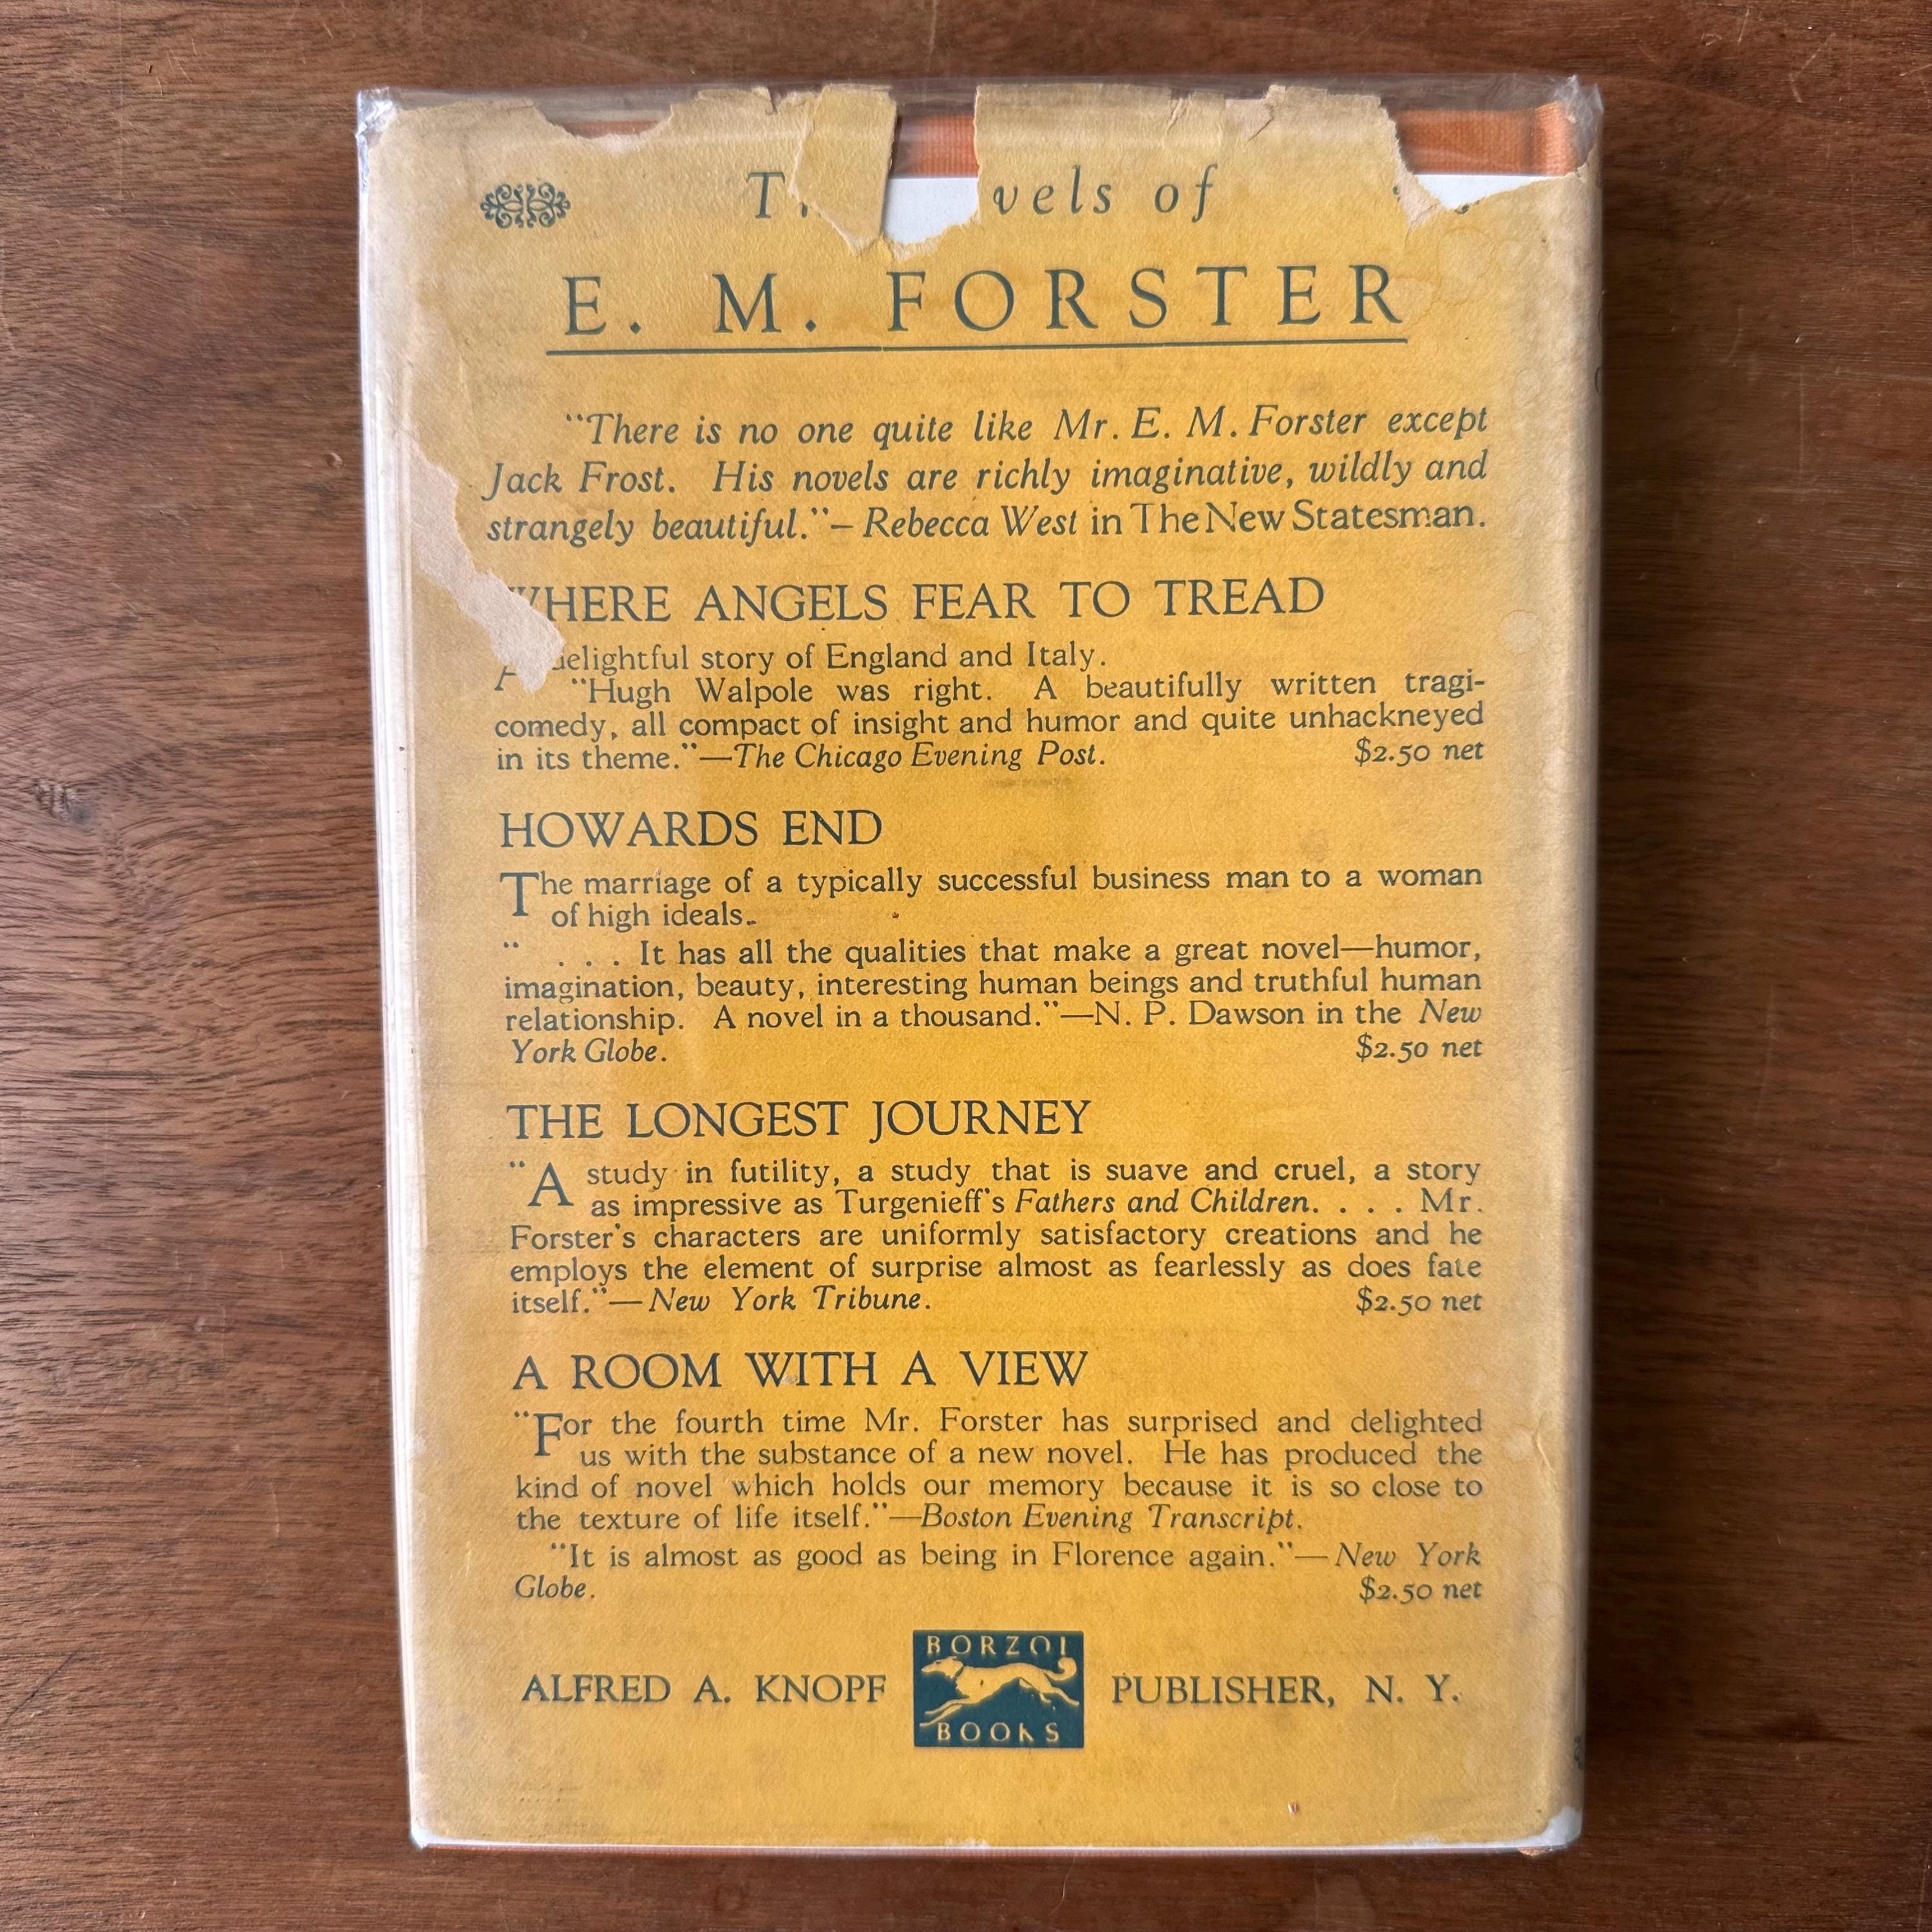 vels of
E. M. FORSTER
"There is no one quite like Mr. E. M. Forster except
Jack Frost. His novels are richly imaginative, wildly and
strangely beautiful."—Rebecca West in The New Statesman.
WHERE ANGELS FEAR TO TREAD
A delightful story of England and Italy.
"Hugh Walpole was right. A beautifully written tragi-
comedy, all compact of insight and humor and quite unhackneyed
in its theme."—The Chicago Evening Post. $2.50 net
HOWARDS END
The marriage of a typically successful business man to a woman
of high ideals.
" . . . It has all the qualities that make a great novel—humor,
imagination, beauty, interesting human beings and truthful human
relationship. A novel in a thousand."—N. P. Dawson in the New
York Globe. $2.50 net
THE LONGEST JOURNEY
"A study in futility, a study that is suave and cruel, a story
as impressive as Turgenieff's Fathers and Children. . . . Mr.
Forster's characters are uniformly satisfactory creations and he
employs the element of surprise almost as fearlessly as does fate
itself."—New York Tribune. $2.50 net
A ROOM WITH A VIEW
"For the fourth time Mr. Forster has surprised and delighted
us with the substance of a new novel. He has produced the
kind of novel which holds our memory because it is so close to
the texture of life itself."—Boston Evening Transcript.
"It is almost as good as being in Florence again."—New York
Globe. $2.50 net
BORZOI
ALFRED A. KNOPF PUBLISHER, N. Y.
BOOKS